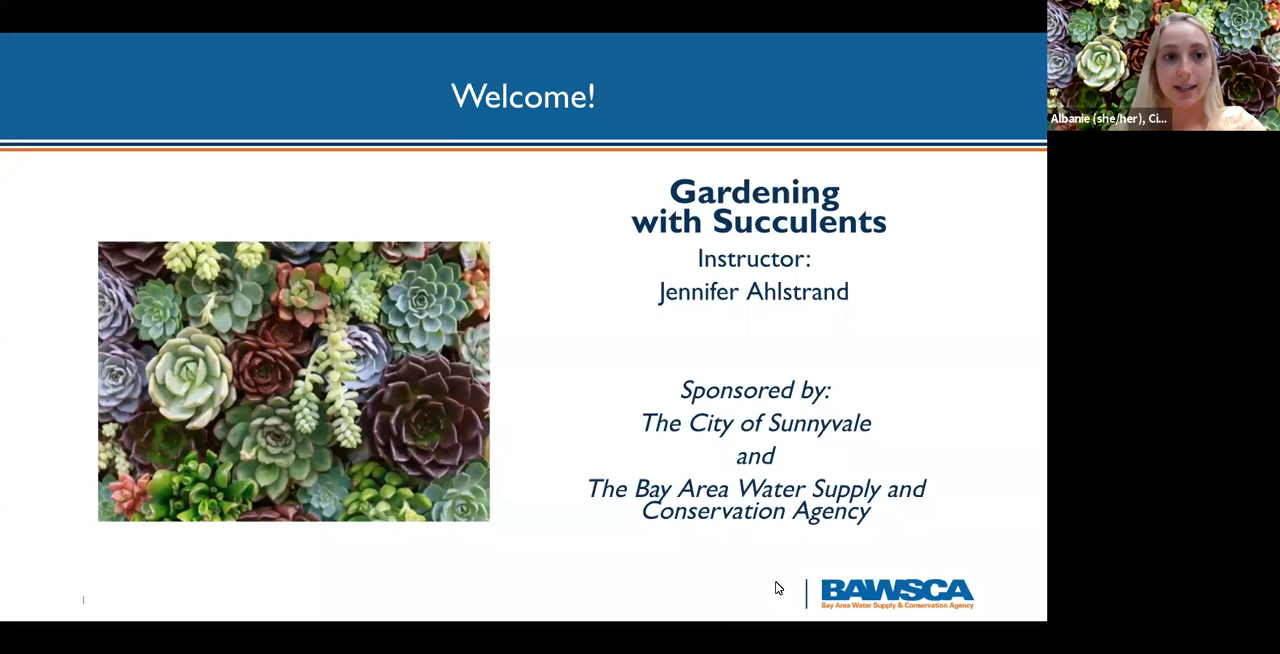 Welcome!
Albanie (she/her), Ci...
Gardening
with Succulents
Instructor:
Jennifer Ahlstrand
Sponsored by:
The City of Sunnyvale
and
The Bay Area Water Supply and
Conservation Agency
BAWSCA
Bay Area Water Supply & Conservation Agency